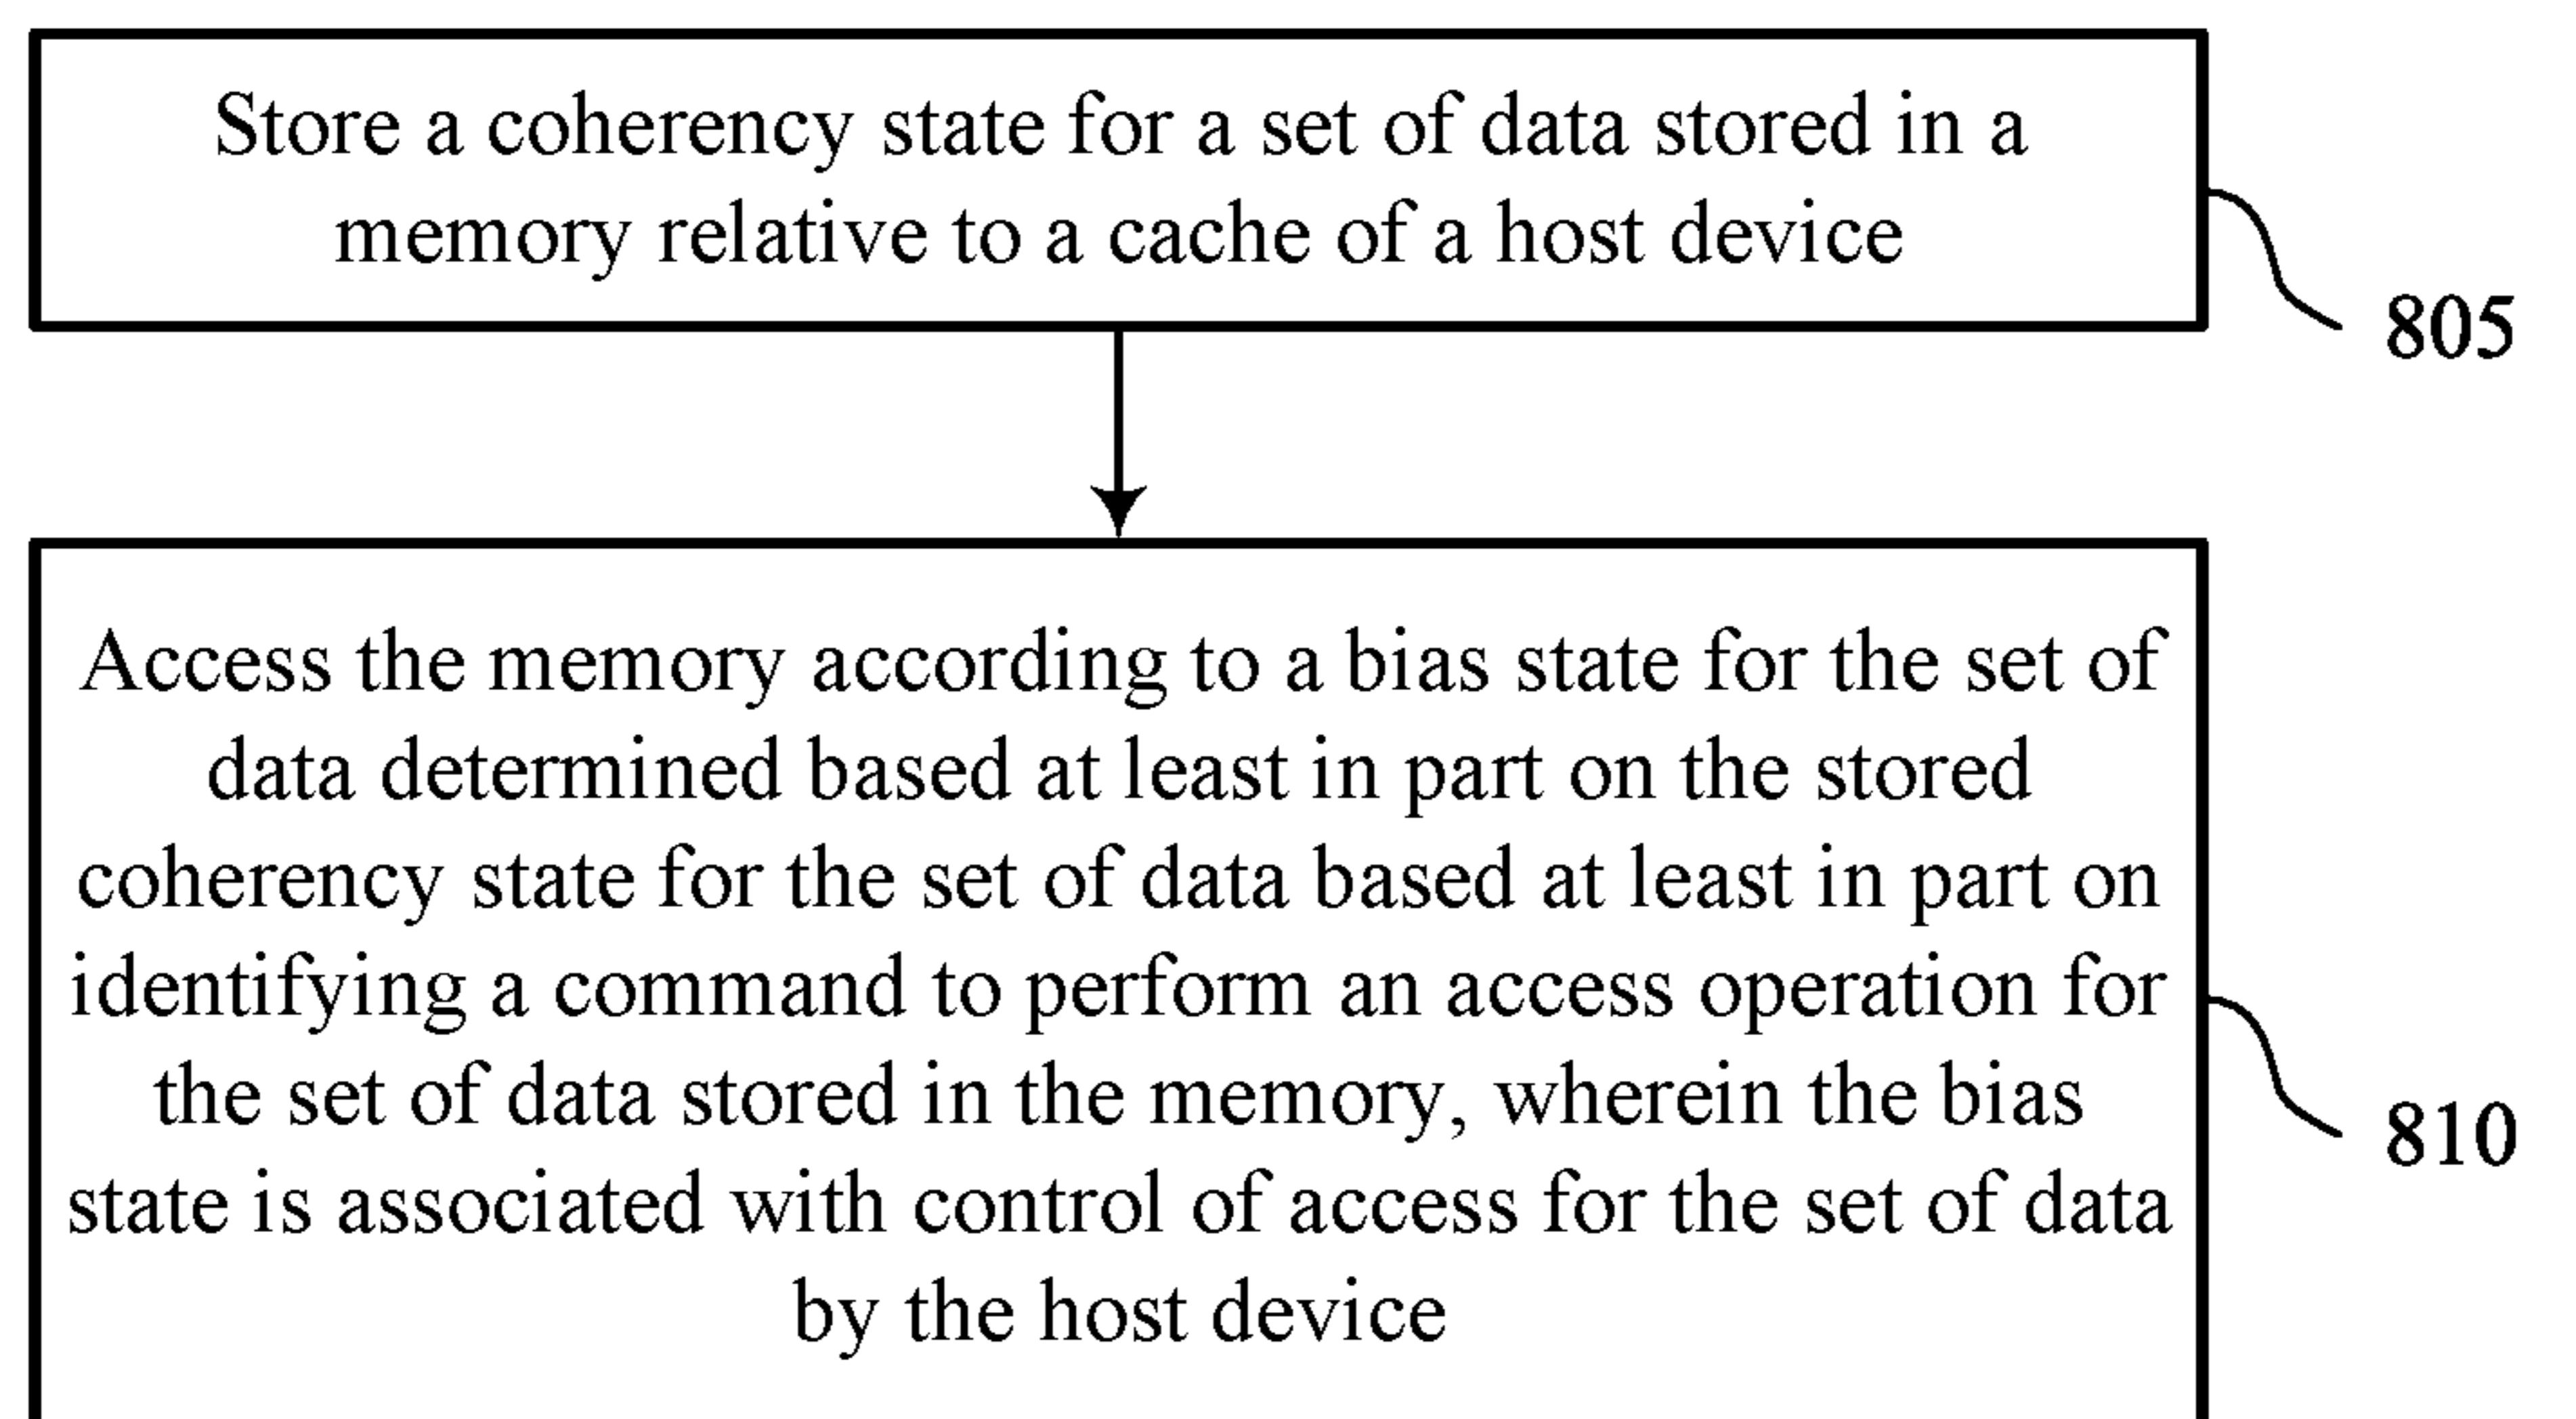 Store a coherency state for a set of data stored in a
memory relative to a cache of a host device
805
Access the memory according to a bias state for the set of
data determined based at least in part on the stored
coherency state for the set of data based at least in part on
identifying a command to perform an access operation for
the set of data stored in the memory, wherein the bias
state is associated with control of access for the set of data
by the host device
810